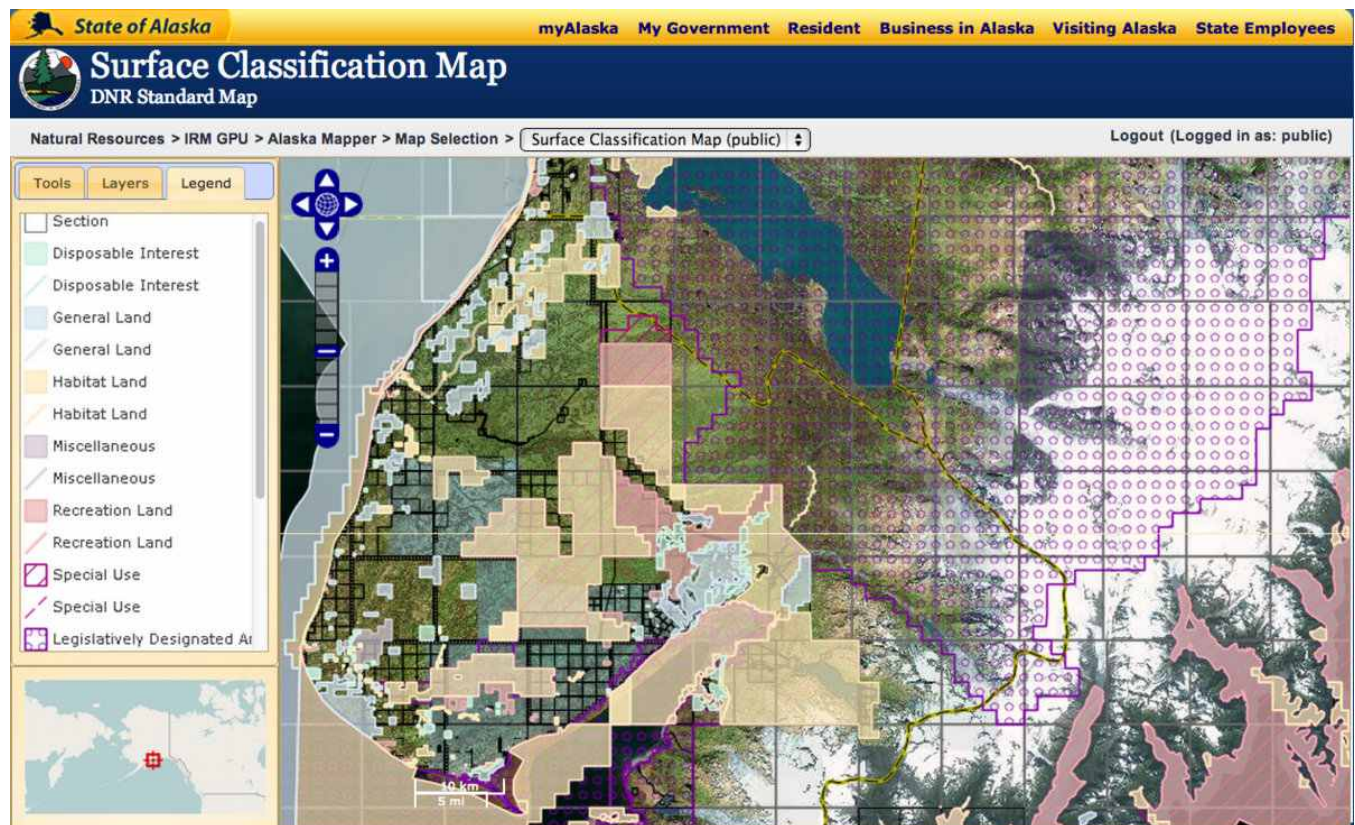 State of Alaska
myAlaska My Government Resident Business in Alaska Visiting Alaska State Employees
Surface Classification Map
DNR Standard Map
Natural Resources > IRM GPU > Alaska Mapper > Map Selection > Surface Classification Map (public)
Logout (Logged in as: public)
Tools Layers Legend
Section
Disposable Interest
Disposable Interest
General Land
General Land
Habitat Land
Habitat Land
Miscellaneous
Miscellaneous
Recreation Land
Recreation Land
Special Use
Special Use
Legislatively Designated Ar
10 km
5 mi